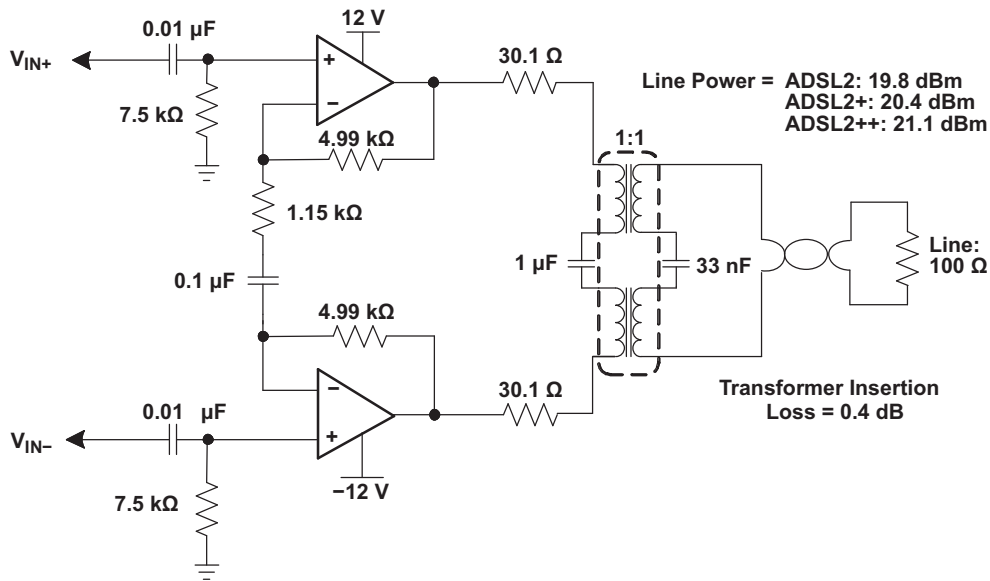 0.01 µF
12 V
V_IN+
+
−
7.5 kΩ
4.99 kΩ
30.1 Ω
Line Power = ADSL2: 19.8 dBm
ADSL2+: 20.4 dBm
ADSL2++: 21.1 dBm
1:1
1.15 kΩ
0.1 µF
1 µF
33 nF
Line:
100 Ω
4.99 kΩ
30.1 Ω
Transformer Insertion
Loss = 0.4 dB
0.01 µF
V_IN−
−
+
−12 V
7.5 kΩ